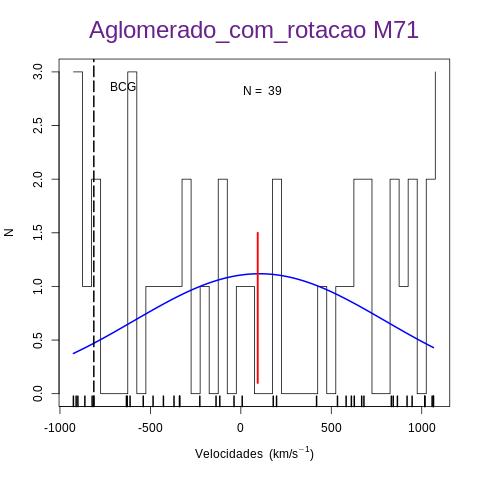 Aglomerado_com_rotacao M71
BCG
N = 39
3.0
2.5
2.0
1.5
1.0
0.5
0.0
N
-1000 -500 0 500 1000
Velocidades (km/s⁻¹)